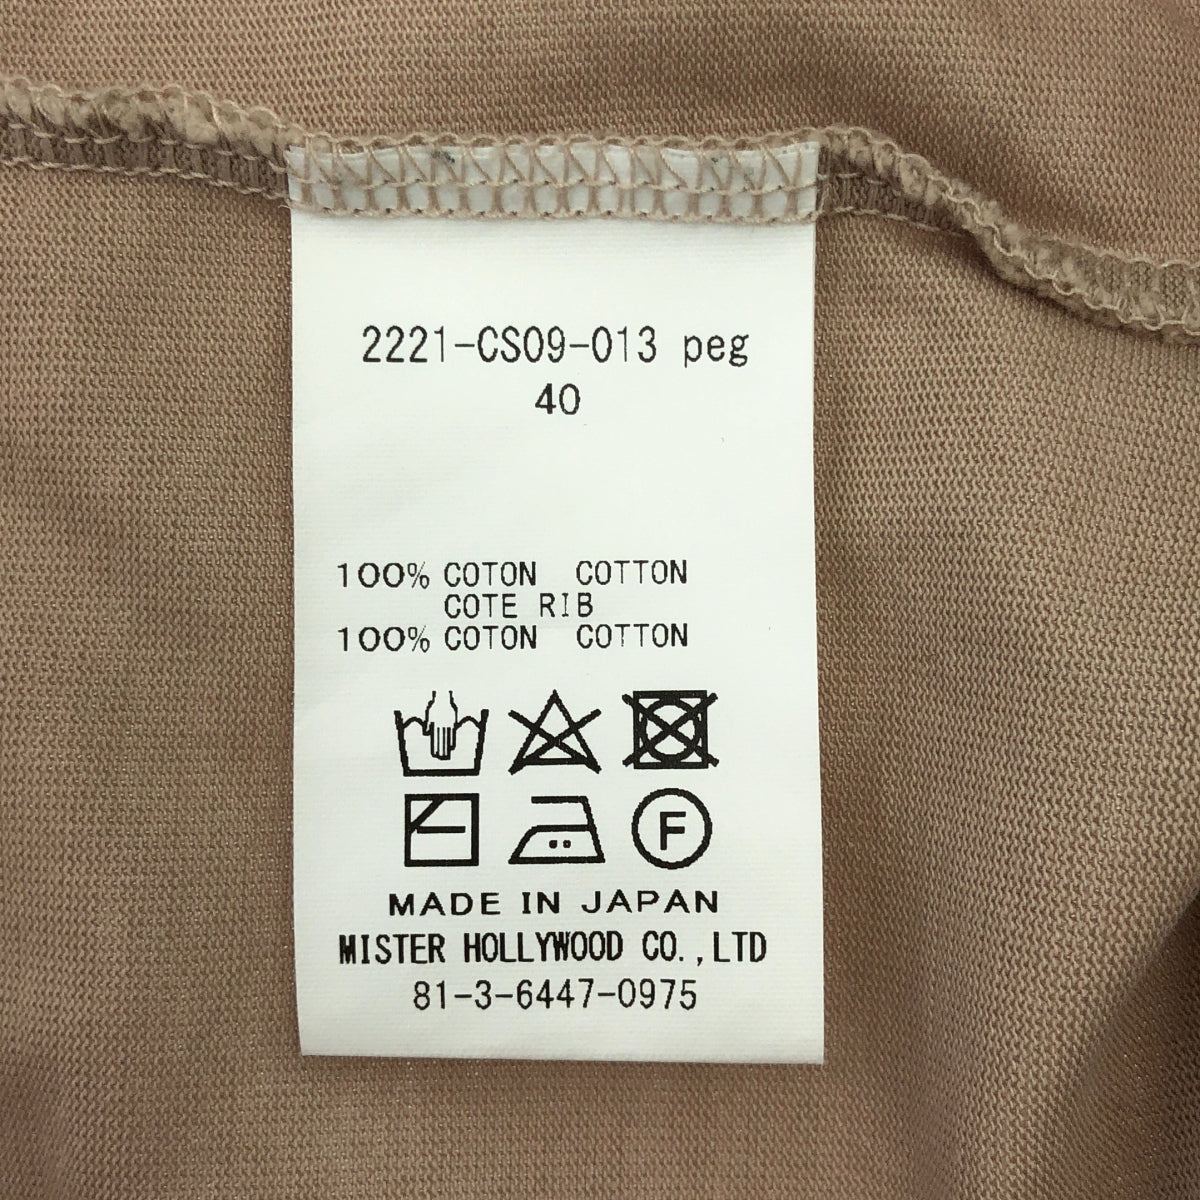 2221-CS09-013 peg
40
100% COTON COTTON
COTE RIB
100% COTON COTTON
F
MADE IN JAPAN
MISTER HOLLYWOOD CO.,LTD
81-3-6447-0975